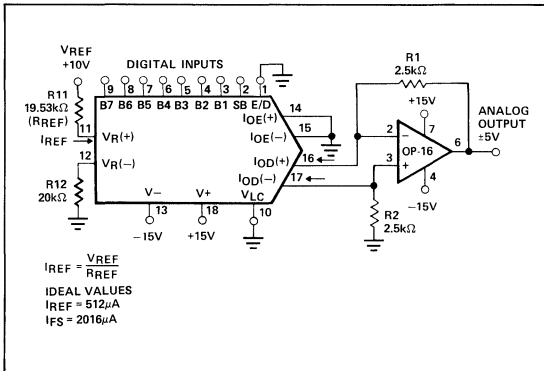 VREF
+10V
DIGITAL INPUTS
R11
19.53kΩ
(RREF)
IREF
9 8 7 6 5 4 3 2 1
B7 B6 B5 B4 B3 B2 B1 SB E/D
11
VR(+)
12
VR(−)
R12
20kΩ
IOE(+)
14
IOE(−)
15
IOD(+)
16
IOD(−)
17
V− V+ VLC
13 18 10
−15V +15V
R1
2.5kΩ
+15V
2 − 7
OP-16
6
3 +
4
−15V
R2
2.5kΩ
ANALOG
OUTPUT
±5V
IREF = VREF
RREF
IDEAL VALUES
IREF = 512μA
IFS = 2016μA